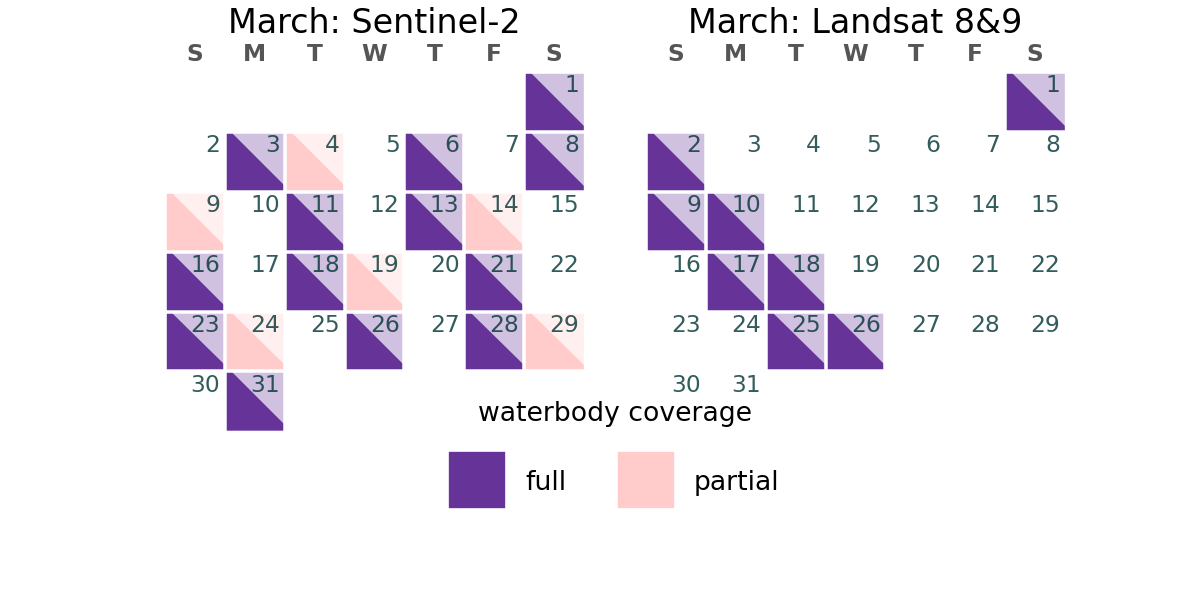 March: Sentinel-2
S M T W T F S
1
2 3 4 5 6 7 8
9 10 11 12 13 14 15
16 17 18 19 20 21 22
23 24 25 26 27 28 29
30 31
March: Landsat 8&9
S M T W T F S
1
2 3 4 5 6 7 8
9 10 11 12 13 14 15
16 17 18 19 20 21 22
23 24 25 26 27 28 29
30 31
waterbody coverage
full partial